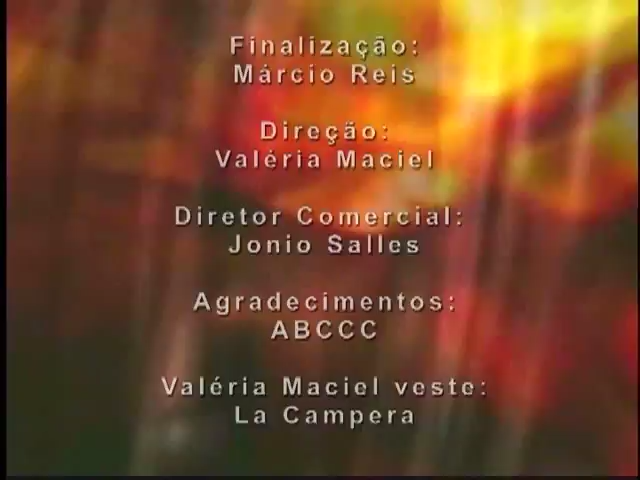 Finalização:
Márcio Reis
Direção:
Valéria Maciel
Diretor Comercial:
Jonio Salles
Agradecimentos:
ABCCC
Valéria Maciel veste:
La Campera